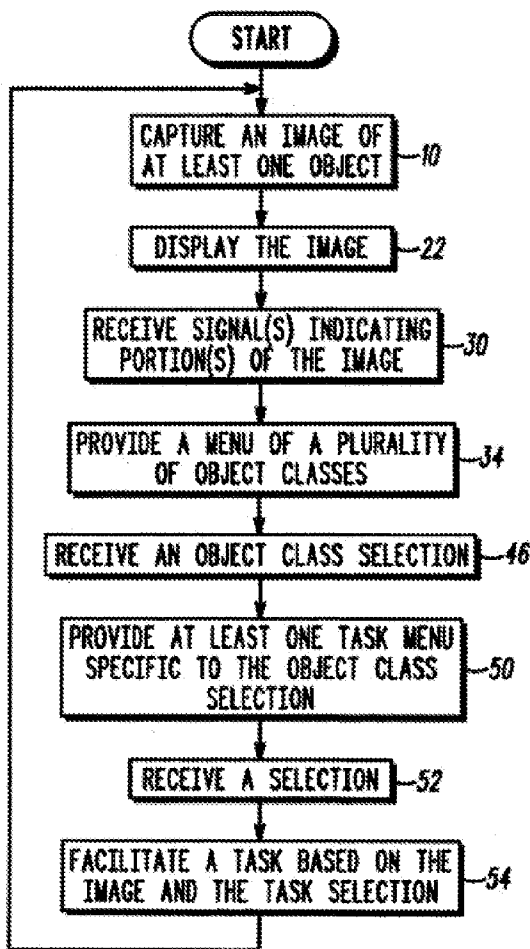 START
CAPTURE AN IMAGE OF
AT LEAST ONE OBJECT
10
DISPLAY THE IMAGE
22
RECEIVE SIGNAL(S) INDICATING
PORTION(S) OF THE IMAGE
30
PROVIDE A MENU OF A PLURALITY
OF OBJECT CLASSES
34
RECEIVE AN OBJECT CLASS SELECTION
46
PROVIDE AT LEAST ONE TASK MENU
SPECIFIC TO THE OBJECT CLASS
SELECTION
50
RECEIVE A SELECTION
52
FACILITATE A TASK BASED ON THE
IMAGE AND THE TASK SELECTION
54